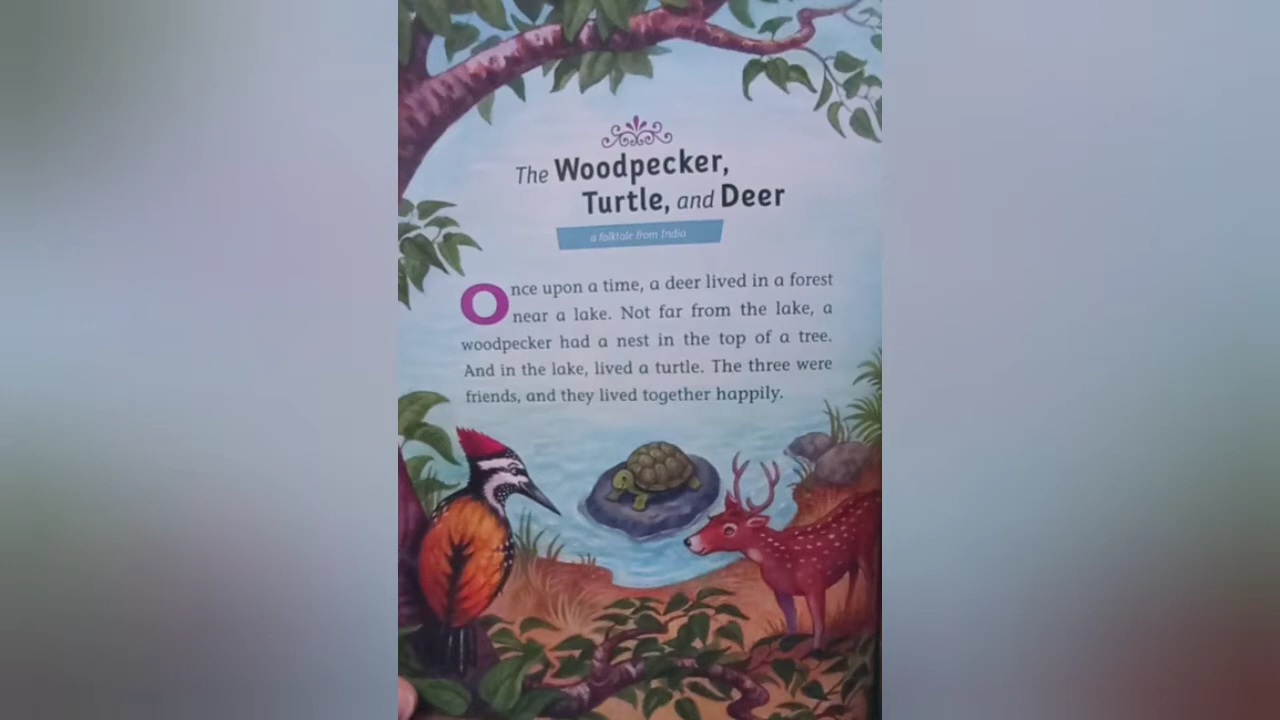 The Woodpecker,
Turtle, and Deer
a folktale from India
Once upon a time, a deer lived in a forest
near a lake. Not far from the lake, a
woodpecker had a nest in the top of a tree.
And in the lake, lived a turtle. The three were
friends, and they lived together happily.